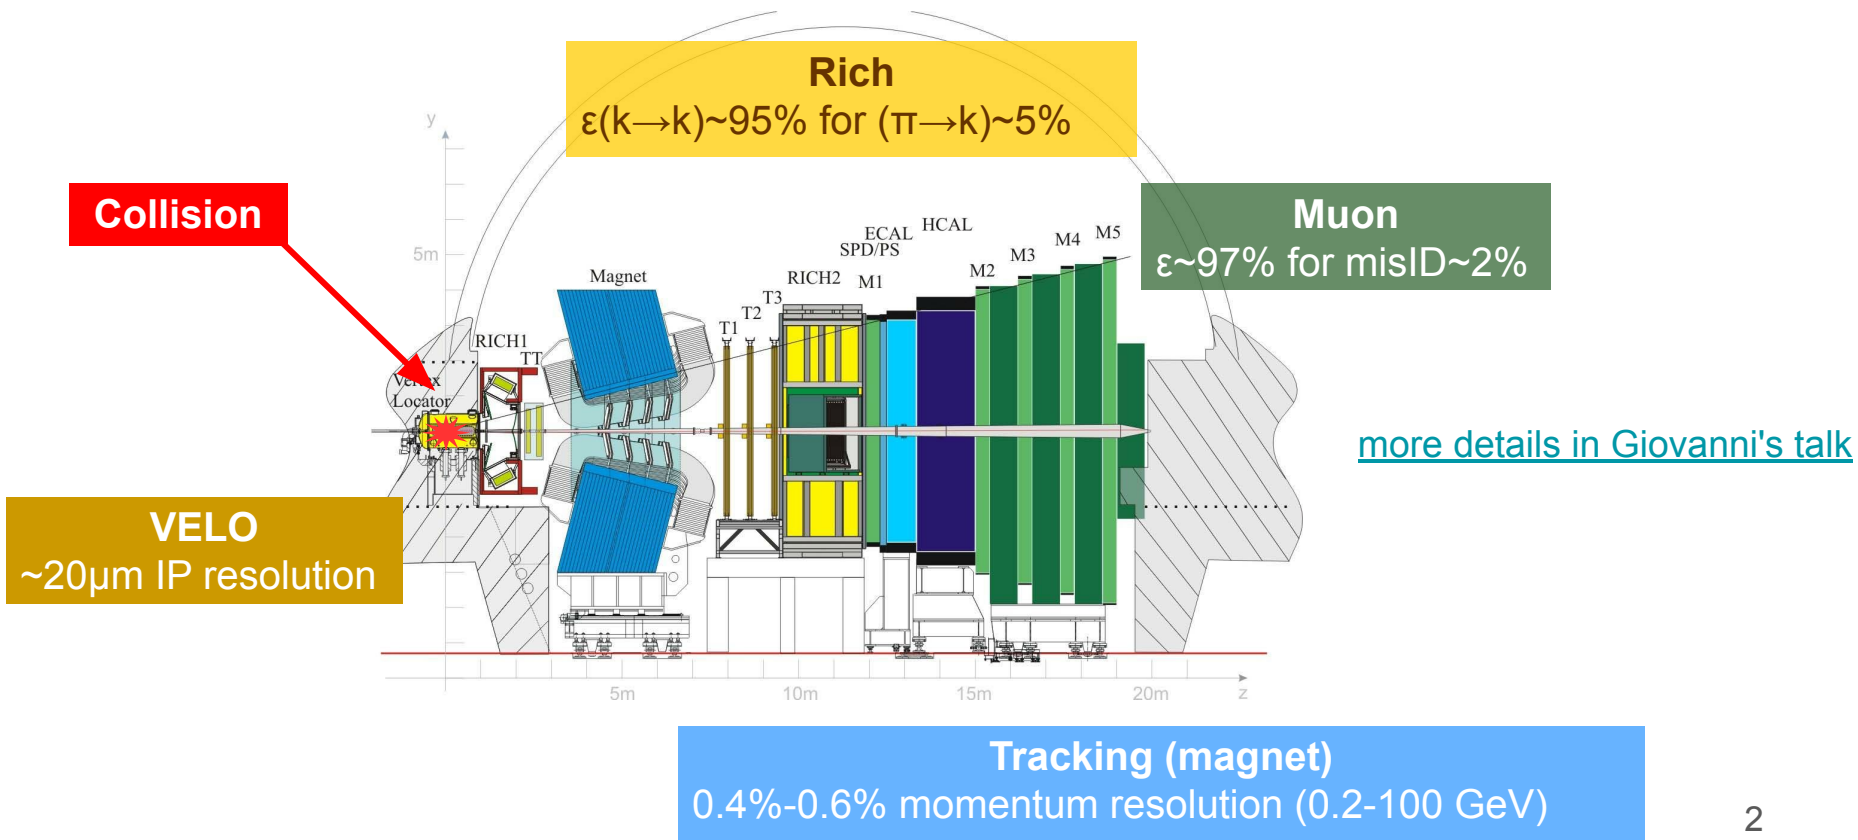 Rich
ε(k→k)~95% for (π→k)~5%
y
Collision
Muon
ε~97% for misID~2%
5m
Magnet
RICH1
TT
T1
T2
T3
RICH2
SPD/PS
M1
ECAL
HCAL
M2
M3
M4
M5
Vertex
Locator
more details in Giovanni's talk
VELO
~20μm IP resolution
5m
10m
15m
20m
z
Tracking (magnet)
0.4%-0.6% momentum resolution (0.2-100 GeV)
2